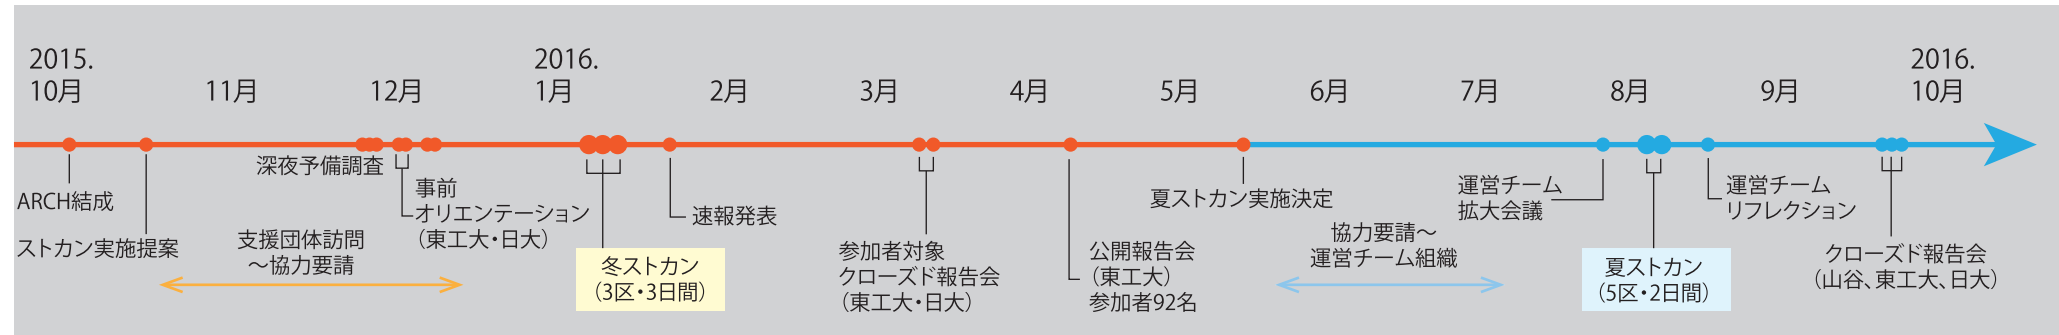 2015.
10月
11月
12月
2016.
1月
2月
3月
4月
5月
6月
7月
8月
9月
2016.
10月
ARCH結成
ストカン実施提案
支援団体訪問
～協力要請
深夜予備調査
事前
オリエンテーション
（東工大・日大）
冬ストカン
（3区・3日間）
速報発表
参加者対象
クローズド報告会
（東工大・日大）
公開報告会
（東工大）
参加者92名
夏ストカン実施決定
協力要請～
運営チーム組織
運営チーム
拡大会議
夏ストカン
（5区・2日間）
運営チーム
リフレクション
クローズド報告会
（山谷、東工大、日大）